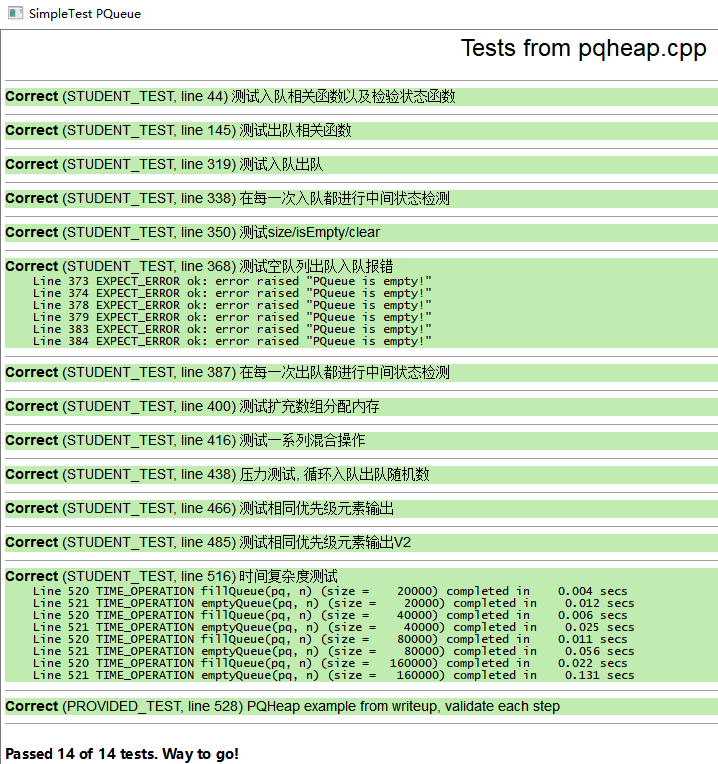 SimpleTest PQueue
Tests from pqheap.cpp
Correct (STUDENT_TEST, line 44) 测试入队相关函数以及检验状态函数
Correct (STUDENT_TEST, line 145) 测试出队相关函数
Correct (STUDENT_TEST, line 319) 测试入队出队
Correct (STUDENT_TEST, line 338) 在每一次入队都进行中间状态检测
Correct (STUDENT_TEST, line 350) 测试size/isEmpty/clear
Correct (STUDENT_TEST, line 368) 测试空队列出队入队报错
Line 373 EXPECT_ERROR ok: error raised "PQueue is empty!"
Line 374 EXPECT_ERROR ok: error raised "PQueue is empty!"
Line 378 EXPECT_ERROR ok: error raised "PQueue is empty!"
Line 379 EXPECT_ERROR ok: error raised "PQueue is empty!"
Line 383 EXPECT_ERROR ok: error raised "PQueue is empty!"
Line 384 EXPECT_ERROR ok: error raised "PQueue is empty!"
Correct (STUDENT_TEST, line 387) 在每一次出队都进行中间状态检测
Correct (STUDENT_TEST, line 400) 测试扩充数组分配内存
Correct (STUDENT_TEST, line 416) 测试一系列混合操作
Correct (STUDENT_TEST, line 438) 压力测试, 循环入队出队随机数
Correct (STUDENT_TEST, line 466) 测试相同优先级元素输出
Correct (STUDENT_TEST, line 485) 测试相同优先级元素输出V2
Correct (STUDENT_TEST, line 516) 时间复杂度测试
Line 520 TIME_OPERATION fillQueue(pq, n) (size = 20000) completed in 0.004 secs
Line 521 TIME_OPERATION emptyQueue(pq, n) (size = 20000) completed in 0.012 secs
Line 520 TIME_OPERATION fillQueue(pq, n) (size = 40000) completed in 0.006 secs
Line 521 TIME_OPERATION emptyQueue(pq, n) (size = 40000) completed in 0.025 secs
Line 520 TIME_OPERATION fillQueue(pq, n) (size = 80000) completed in 0.011 secs
Line 521 TIME_OPERATION emptyQueue(pq, n) (size = 80000) completed in 0.056 secs
Line 520 TIME_OPERATION fillQueue(pq, n) (size = 160000) completed in 0.022 secs
Line 521 TIME_OPERATION emptyQueue(pq, n) (size = 160000) completed in 0.131 secs
Correct (PROVIDED_TEST, line 528) PQHeap example from writeup, validate each step
Passed 14 of 14 tests. Way to go!